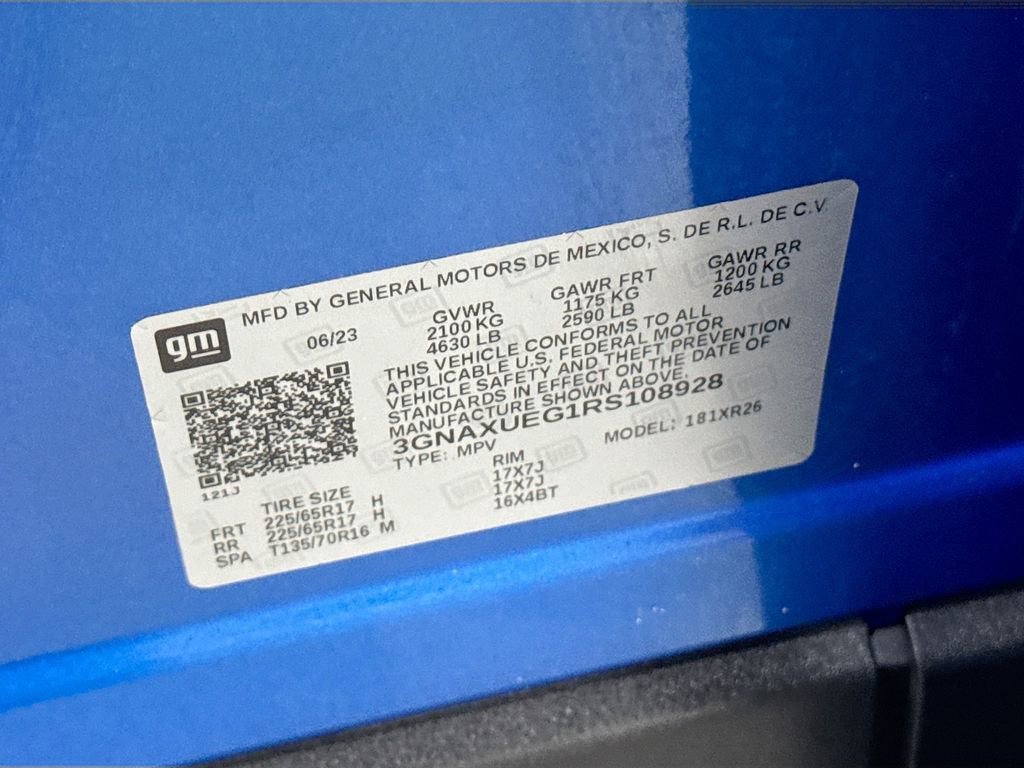 gm
MFD BY GENERAL MOTORS DE MEXICO, S. DE R.L. DE C.V
06/23
GVWR GAWR FRT GAWR RR
2100 KG 1175 KG 1200 KG
4630 LB 2590 LB 2645 LB
THIS VEHICLE CONFORMS TO ALL
APPLICABLE U.S. FEDERAL MOTOR
VEHICLE SAFETY AND THEFT PREVENTION
STANDARDS IN EFFECT ON THE DATE OF
MANUFACTURE SHOWN ABOVE.
3GNAXUEG1RS108928
TYPE: MPV MODEL: 181XR26
121J
TIRE SIZE RIM
FRT 225/65R17 H 17X7J
RR 225/65R17 H 17X7J
SPA T135/70R16 M 16X4BT